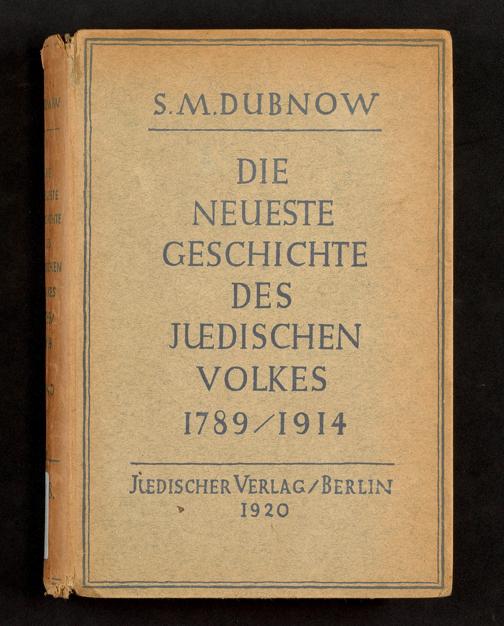 S. M. DUBNOW
DIE
NEUESTE
GESCHICHTE
DES
JUEDISCHEN
VOLKES
1789/1914
JUEDISCHER VERLAG/BERLIN
1920